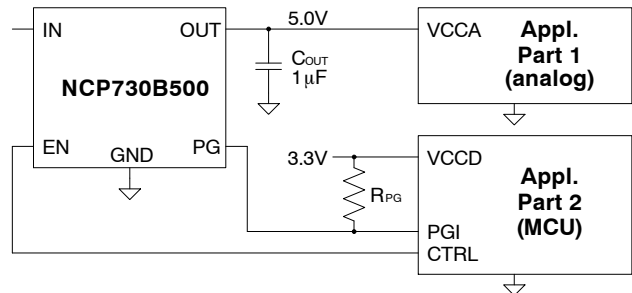 IN OUT
NCP730B500
EN GND PG
5.0V
COUT
1μF
VCCA
Appl.
Part 1
(analog)
3.3V
RPG
VCCD
PGI
CTRL
Appl.
Part 2
(MCU)